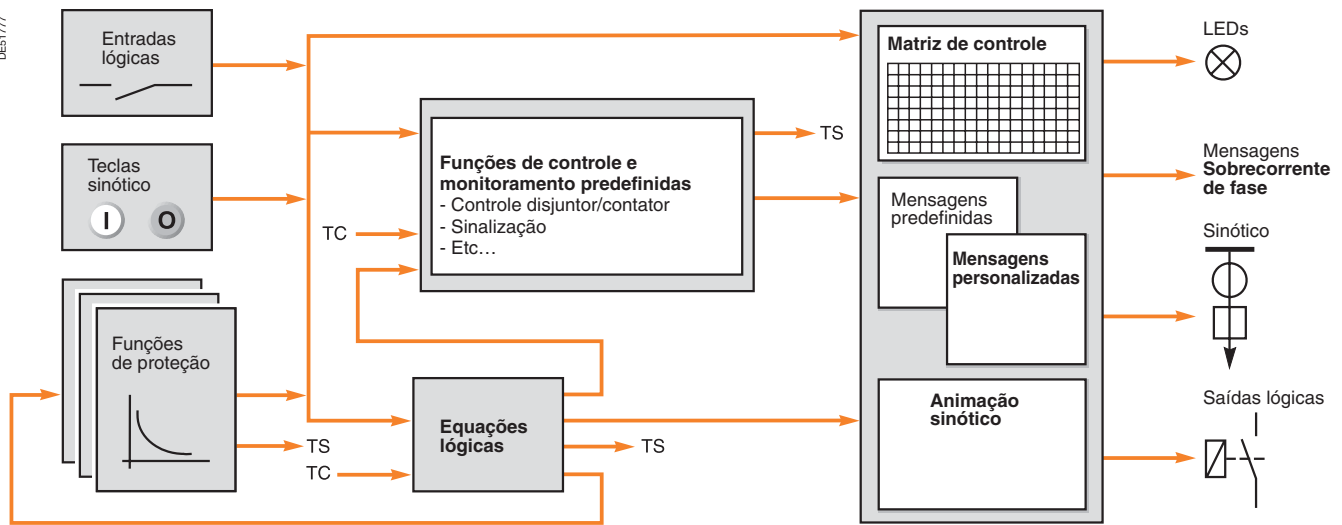 DE51777
Entradas
lógicas
Teclas
sinótico
I O
Funções
de proteção
TS
TC
Funções de controle e
monitoramento predefinidas
- Controle disjuntor/contator
- Sinalização
- Etc…
TS
TC
Equações
lógicas
TS
Matriz de controle
Mensagens
predefinidas
Mensagens
personalizadas
Animação
sinótico
LEDs
Mensagens
Sobrecorrente
de fase
Sinótico
Saídas lógicas